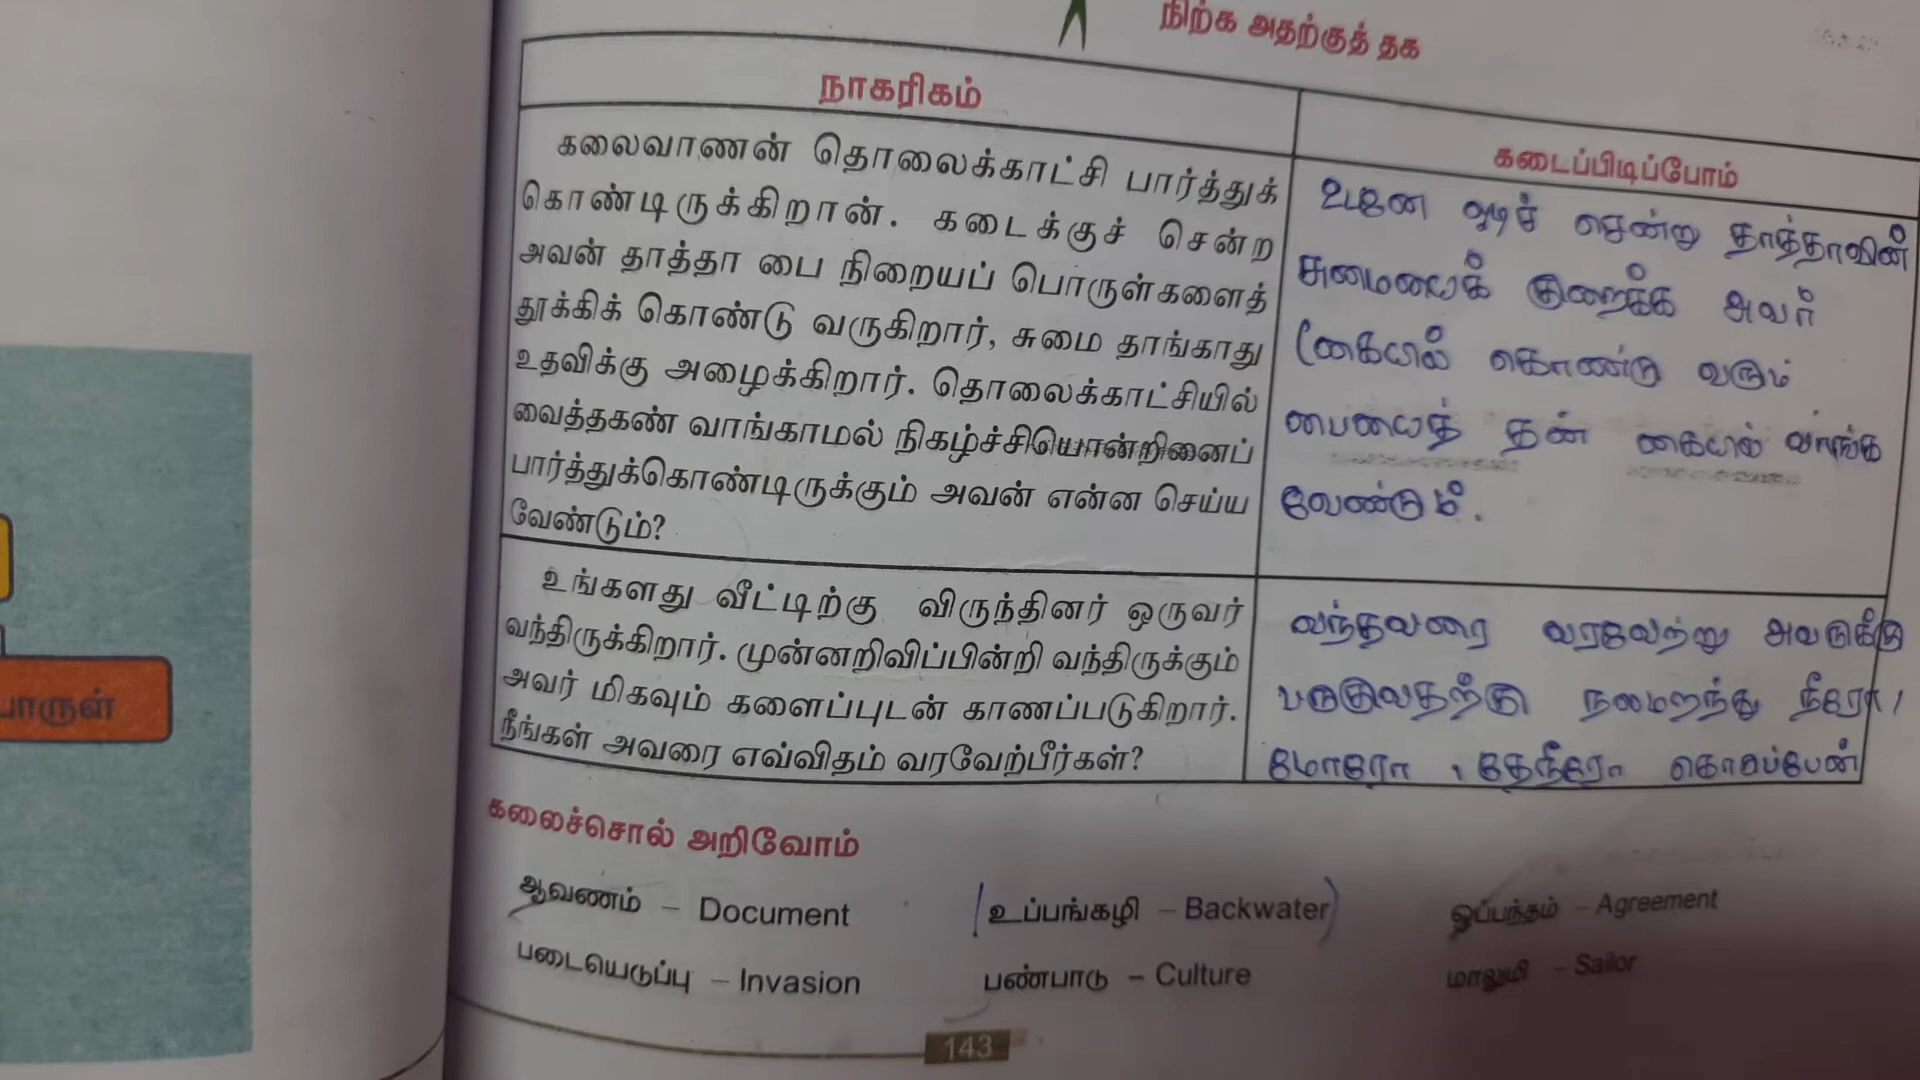 நிற்க அதற்குத் தக
நாகரிகம்
கடைப்பிடிப்போம்
கலைவாணன் தொலைக்காட்சி பார்த்துக்
கொண்டிருக்கிறான். கடைக்குச் சென்ற
அவன் தாத்தா பை நிறையப் பொருள்களைத்
தூக்கிக் கொண்டு வருகிறார், சுமை தாங்காது
உதவிக்கு அழைக்கிறார். தொலைக்காட்சியில்
வைத்தகண் வாங்காமல் நிகழ்ச்சியொன்றினைப்
பார்த்துக்கொண்டிருக்கும் அவன் என்ன செய்ய
வேண்டும்?
உடனே ஓடிச் சென்று தாத்தாவின்
சுமையைக் குறைக்க அவர்
கையில் கொண்டு வரும்
பையைத் தன் கையில் வாங்க
வேண்டும்.
உங்களது வீட்டிற்கு விருந்தினர் ஒருவர்
வந்திருக்கிறார். முன்னறிவிப்பின்றி வந்திருக்கும்
அவர் மிகவும் களைப்புடன் காணப்படுகிறார்.
நீங்கள் அவரை எவ்விதம் வரவேற்பீர்கள்?
வந்தவரை வரவேற்று அவருக்கு
பருகுவதற்கு நீரோ,
மோரோ, தேநீரோ கொடுப்பேன்
கலைச்சொல் அறிவோம்
ஆவணம் – Document
உப்பங்கழி – Backwater
ஒப்பந்தம் – Agreement
படையெடுப்பு – Invasion
பண்பாடு – Culture
மாலுமி – Sailor
143
பொருள்